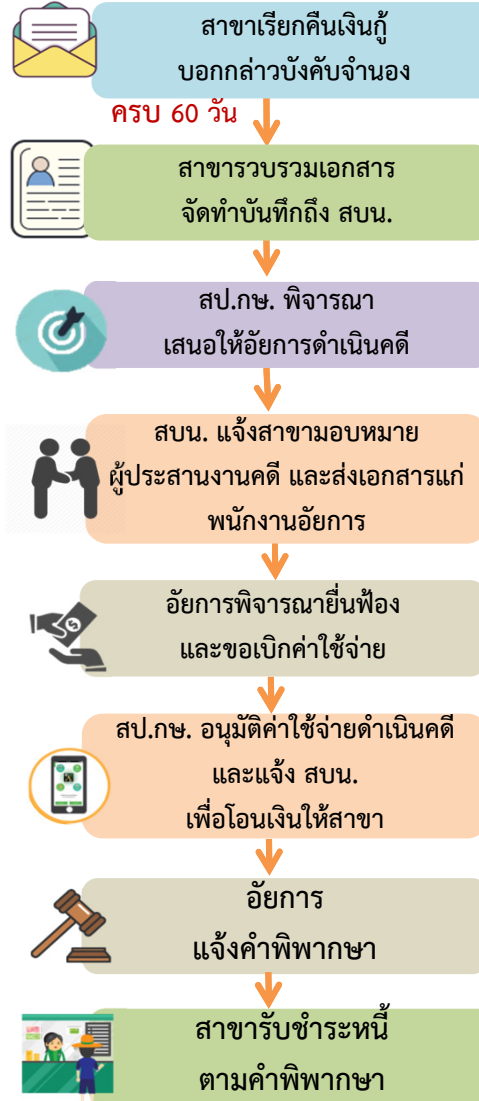 สาขาเรียกคืนเงินกู้
บอกกล่าวบังคับจำนอง
ครบ 60 วัน
สาขารวบรวมเอกสาร
จัดทำบันทึกถึง สบน.
สป.กษ. พิจารณา
เสนอให้อัยการดำเนินคดี
สบน. แจ้งสาขามอบหมาย
ผู้ประสานงานคดี และส่งเอกสารแก่
พนักงานอัยการ
อัยการพิจารณายื่นฟ้อง
และขอเบิกค่าใช้จ่าย
สป.กษ. อนุมัติค่าใช้จ่ายดำเนินคดี
และแจ้ง สบน.
เพื่อโอนเงินให้สาขา
อัยการ
แจ้งคำพิพากษา
สาขารับชำระหนี้
ตามคำพิพากษา